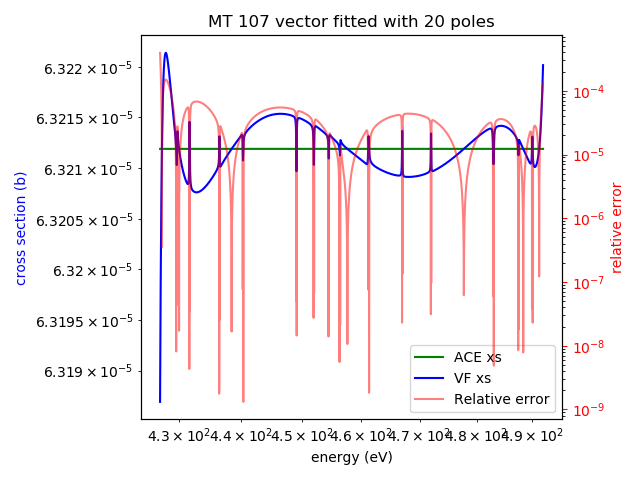 MT 107 vector fitted with 20 poles
cross section (b)
6.322 × 10⁻⁵
6.3215 × 10⁻⁵
6.321 × 10⁻⁵
6.3205 × 10⁻⁵
6.32 × 10⁻⁵
6.3195 × 10⁻⁵
6.319 × 10⁻⁵
10⁻⁴
10⁻⁵
10⁻⁶
10⁻⁷
10⁻⁸
10⁻⁹
relative error
ACE xs
VF xs
Relative error
4.3 × 10² 4.4 × 10² 4.5 × 10² 4.6 × 10² 4.7 × 10² 4.8 × 10² 4.9 × 10²
energy (eV)